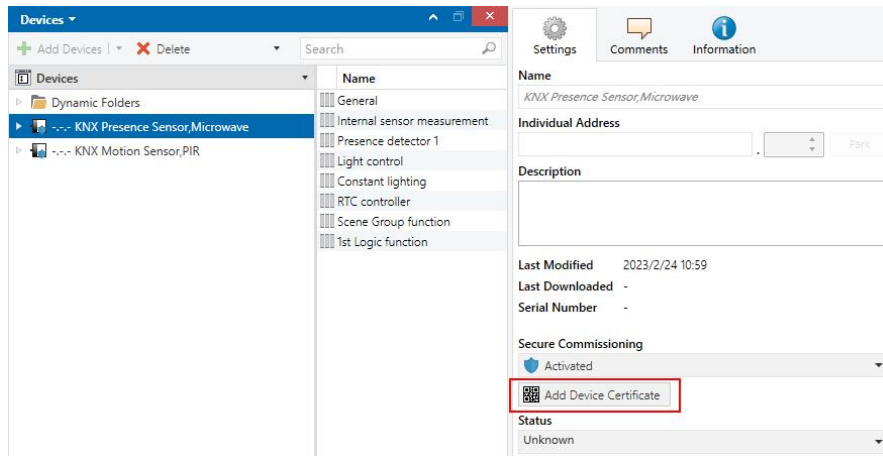 Devices
Add Devices Delete Search
Devices
Dynamic Folders
-.-.- KNX Presence Sensor,Microwave
-.-.- KNX Motion Sensor,PIR
Name
General
Internal sensor measurement
Presence detector 1
Light control
Constant lighting
RTC controller
Scene Group function
1st Logic function
Settings Comments Information
Name
KNX Presence Sensor,Microwave
Individual Address
. Park
Description
Last Modified 2023/2/24 10:59
Last Downloaded -
Serial Number -
Secure Commissioning
Activated
Add Device Certificate
Status
Unknown